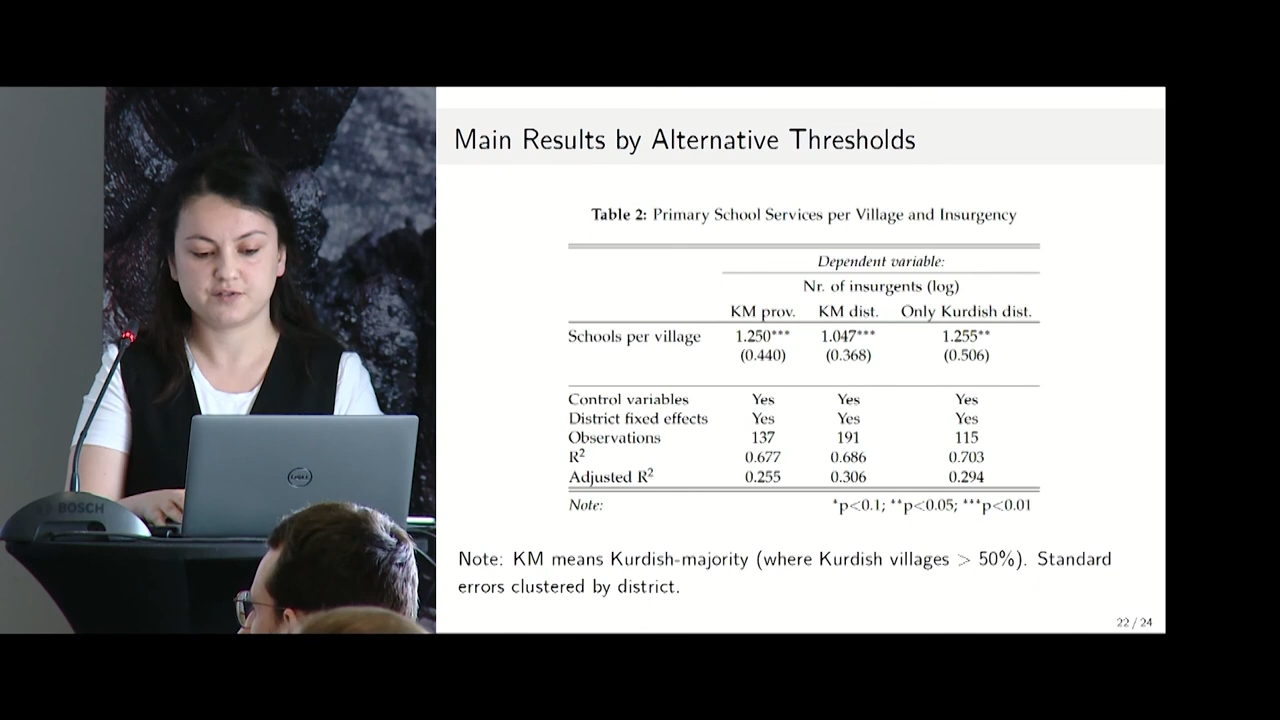 Main Results by Alternative Thresholds
Table 2: Primary School Services per Village and Insurgency
Dependent variable:
Nr. of insurgents (log)
KM prov. KM dist. Only Kurdish dist.
Schools per village 1.250*** 1.047*** 1.255**
(0.440) (0.368) (0.506)
Control variables Yes Yes Yes
District fixed effects Yes Yes Yes
Observations 137 191 115
R² 0.677 0.686 0.703
Adjusted R² 0.255 0.306 0.294
Note: *p<0.1; **p<0.05; ***p<0.01
Note: KM means Kurdish-majority (where Kurdish villages > 50%). Standard
errors clustered by district.
22 / 24
DELL
BOSCH